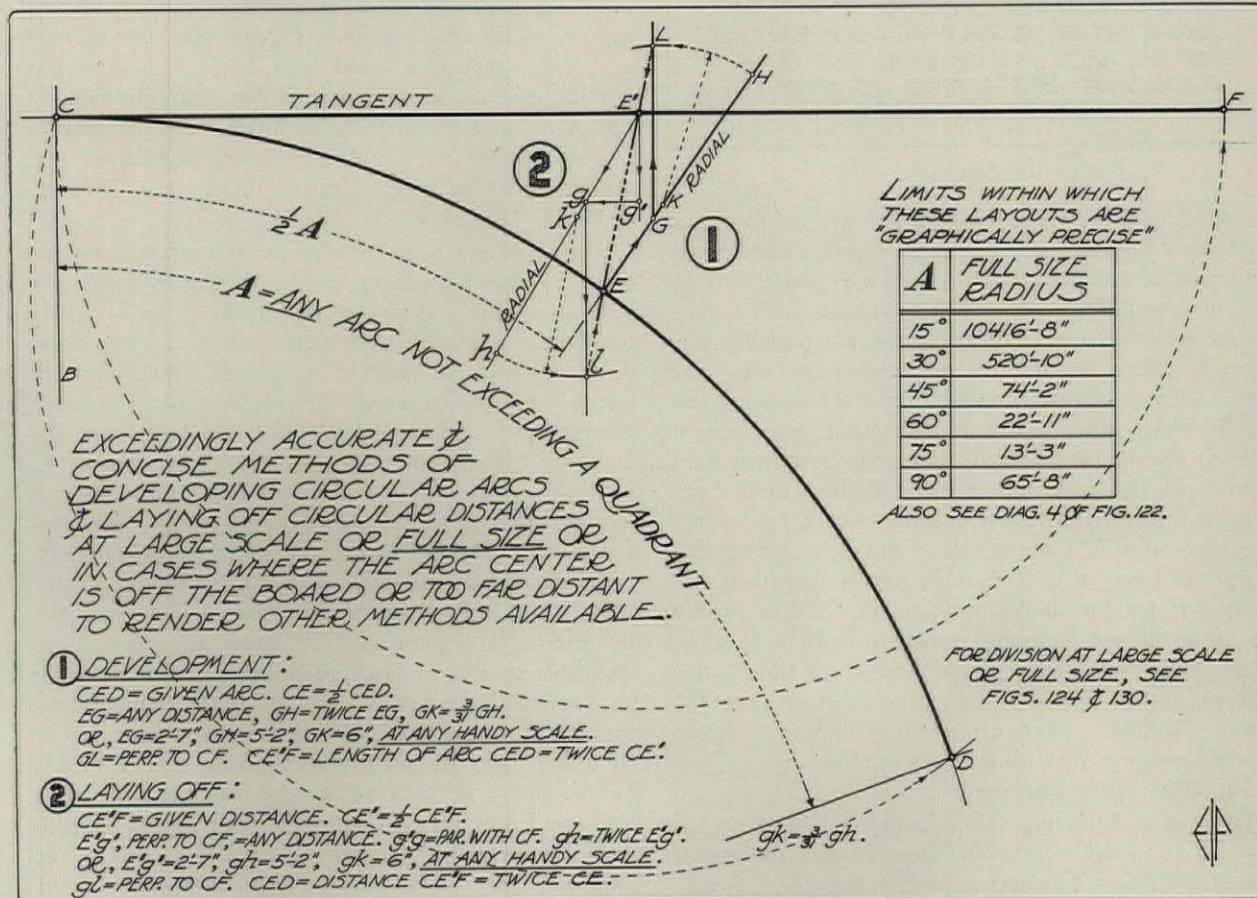 C
TANGENT
E"
L
H
F
2
g
k
g"
K
G
RADIAL
1
½ A
A = ANY ARC NOT EXCEEDING A QUADRANT
RADIAL
E
h
l
B
LIMITS WITHIN WHICH
THESE LAYOUTS ARE
"GRAPHICALLY PRECISE"
A FULL SIZE
RADIUS
15° 10416'-8"
30° 520'-10"
45° 74'-2"
60° 22'-11"
75° 13'-3"
90° 65'-8"
ALSO SEE DIAG. 4 OF FIG. 122.
EXCEEDINGLY ACCURATE &
CONCISE METHODS OF
DEVELOPING CIRCULAR ARCS
& LAYING OFF CIRCULAR DISTANCES
AT LARGE SCALE OR FULL SIZE OR
IN CASES WHERE THE ARC CENTER
IS OFF THE BOARD OR TOO FAR DISTANT
TO RENDER OTHER METHODS AVAILABLE.
1 DEVELOPMENT:
CED = GIVEN ARC. CE = ½ CED.
EG = ANY DISTANCE, GH = TWICE EG, GK = 3/31 GH.
OR, EG = 2'-7", GH = 5'-2", GK = 6", AT ANY HANDY SCALE.
GL = PERP. TO CF. CE"F = LENGTH OF ARC CED = TWICE CE".
FOR DIVISION AT LARGE SCALE
OR FULL SIZE, SEE
FIGS. 124 & 130.
D
2 LAYING OFF:
CE"F = GIVEN DISTANCE. CE" = ½ CE"F.
E"g", PERP. TO CF, = ANY DISTANCE. g"g = PAR. WITH CF. gh = TWICE E"g". gk = 3/31 gh.
OR, E"g" = 2'-7", gh = 5'-2", gk = 6", AT ANY HANDY SCALE.
gl = PERP. TO CF. CED = DISTANCE CE"F = TWICE CE.